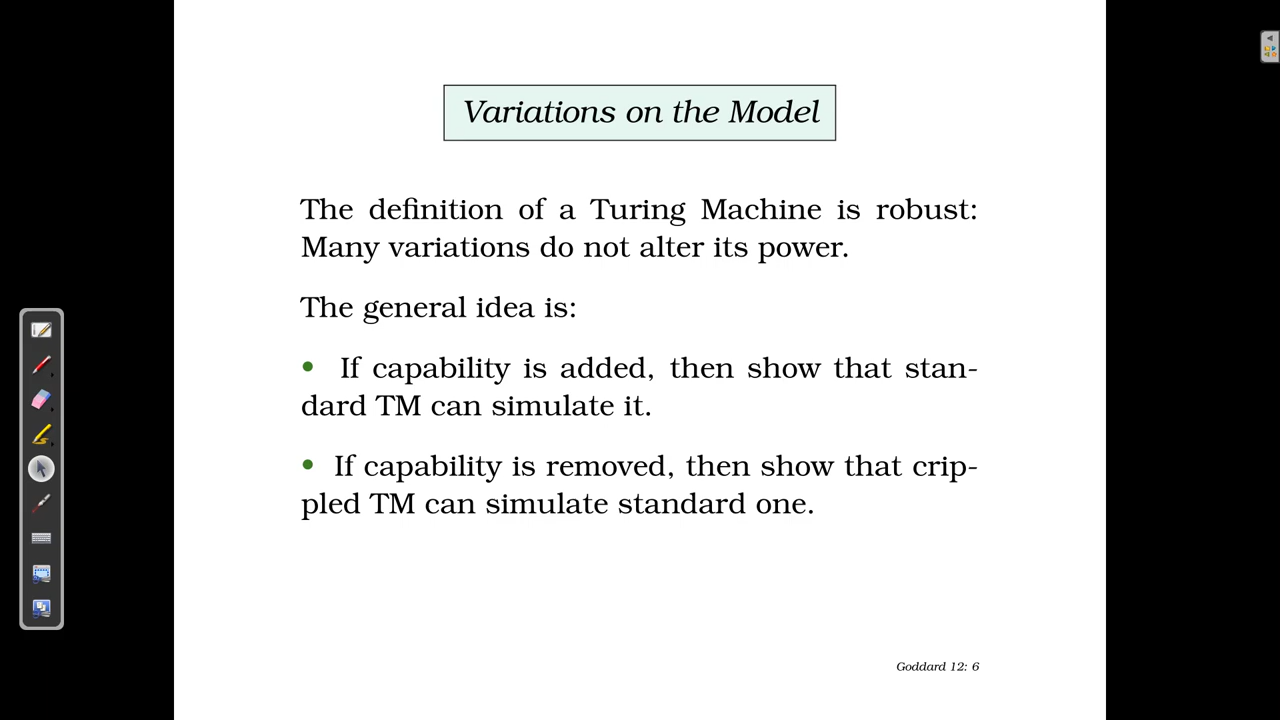 Variations on the Model
The definition of a Turing Machine is robust:
Many variations do not alter its power.
The general idea is:
• If capability is added, then show that stan-
dard TM can simulate it.
• If capability is removed, then show that crip-
pled TM can simulate standard one.
Goddard 12: 6